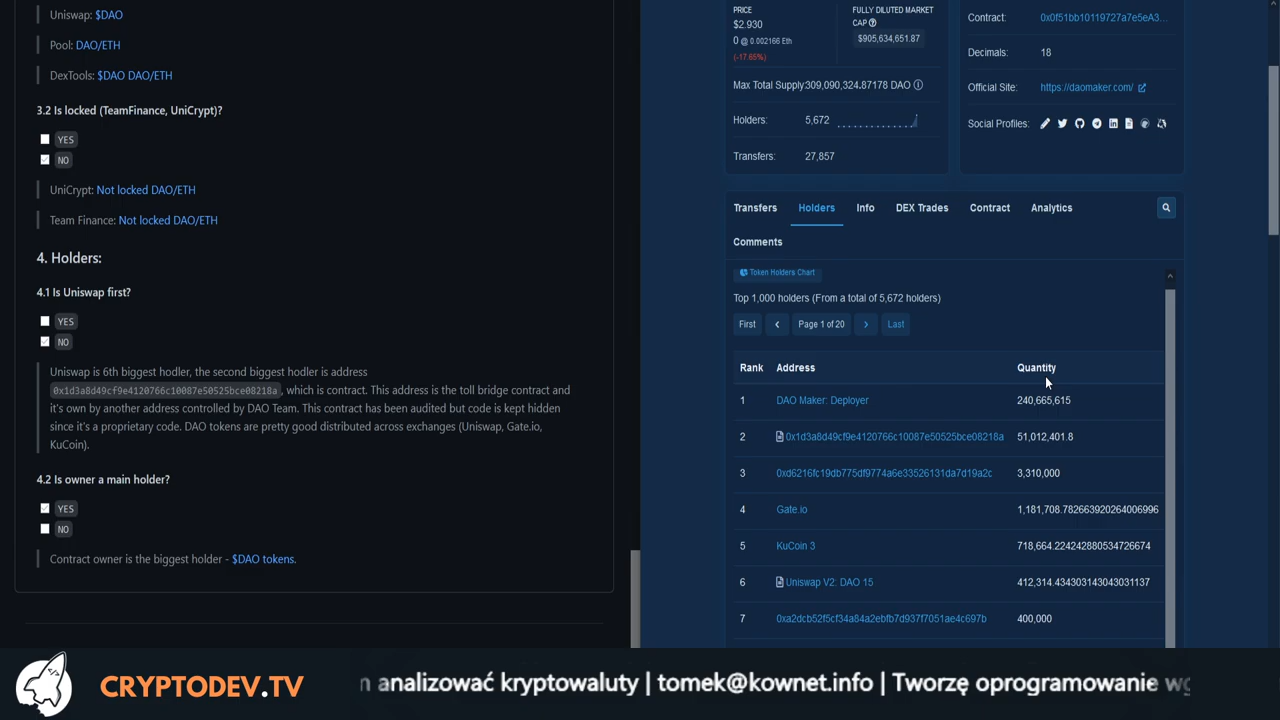 Uniswap: $DAO
Pool: DAO/ETH
DexTools: $DAO DAO/ETH
3.2 Is locked (TeamFinance, UniCrypt)?
YES
NO
UniCrypt: Not locked DAO/ETH
Team Finance: Not locked DAO/ETH
4. Holders:
4.1 Is Uniswap first?
YES
NO
Uniswap is 6th biggest hodler, the second biggest hodler is address
0x1d3a8d49cf9e4120766c10087e50525bce08218a, which is contract. This address is the toll bridge contract and
it's own by another address controlled by DAO Team. This contract has been audited but code is kept hidden
since it's a proprietary code. DAO tokens are pretty good distributed across exchanges (Uniswap, Gate.io,
KuCoin).
4.2 Is owner a main holder?
YES
NO
Contract owner is the biggest holder - $DAO tokens.
PRICE
$2.930
0 @ 0.002166 Eth
(-17.65%)
FULLY DILUTED MARKET
CAP
$905,634,651.87
Max Total Supply:309,090,324.87178 DAO
Holders: 5,672
Transfers: 27,857
Contract: 0x0f51bb10119727a7e5eA3...
Decimals: 18
Official Site: https://daomaker.com/
Social Profiles:
Transfers Holders Info DEX Trades Contract Analytics
Comments
Token Holders Chart
Top 1,000 holders (From a total of 5,672 holders)
First Page 1 of 20 Last
Rank Address Quantity
1 DAO Maker: Deployer 240,665,615
2 0x1d3a8d49cf9e4120766c10087e50525bce08218a 51,012,401.8
3 0xd6216fc19db775df9774a6e33526131da7d19a2c 3,310,000
4 Gate.io 1,181,708.782663920264006996
5 KuCoin 3 718,664.224242880534726674
6 Uniswap V2: DAO 15 412,314.434303143043031137
7 0xa2dcb52f5cf34a84a2ebfb7d937f7051ae4c697b 400,000
CRYPTODEV.TV
analizować kryptowaluty | tomek@kownet.info | Tworzę oprogramowanie